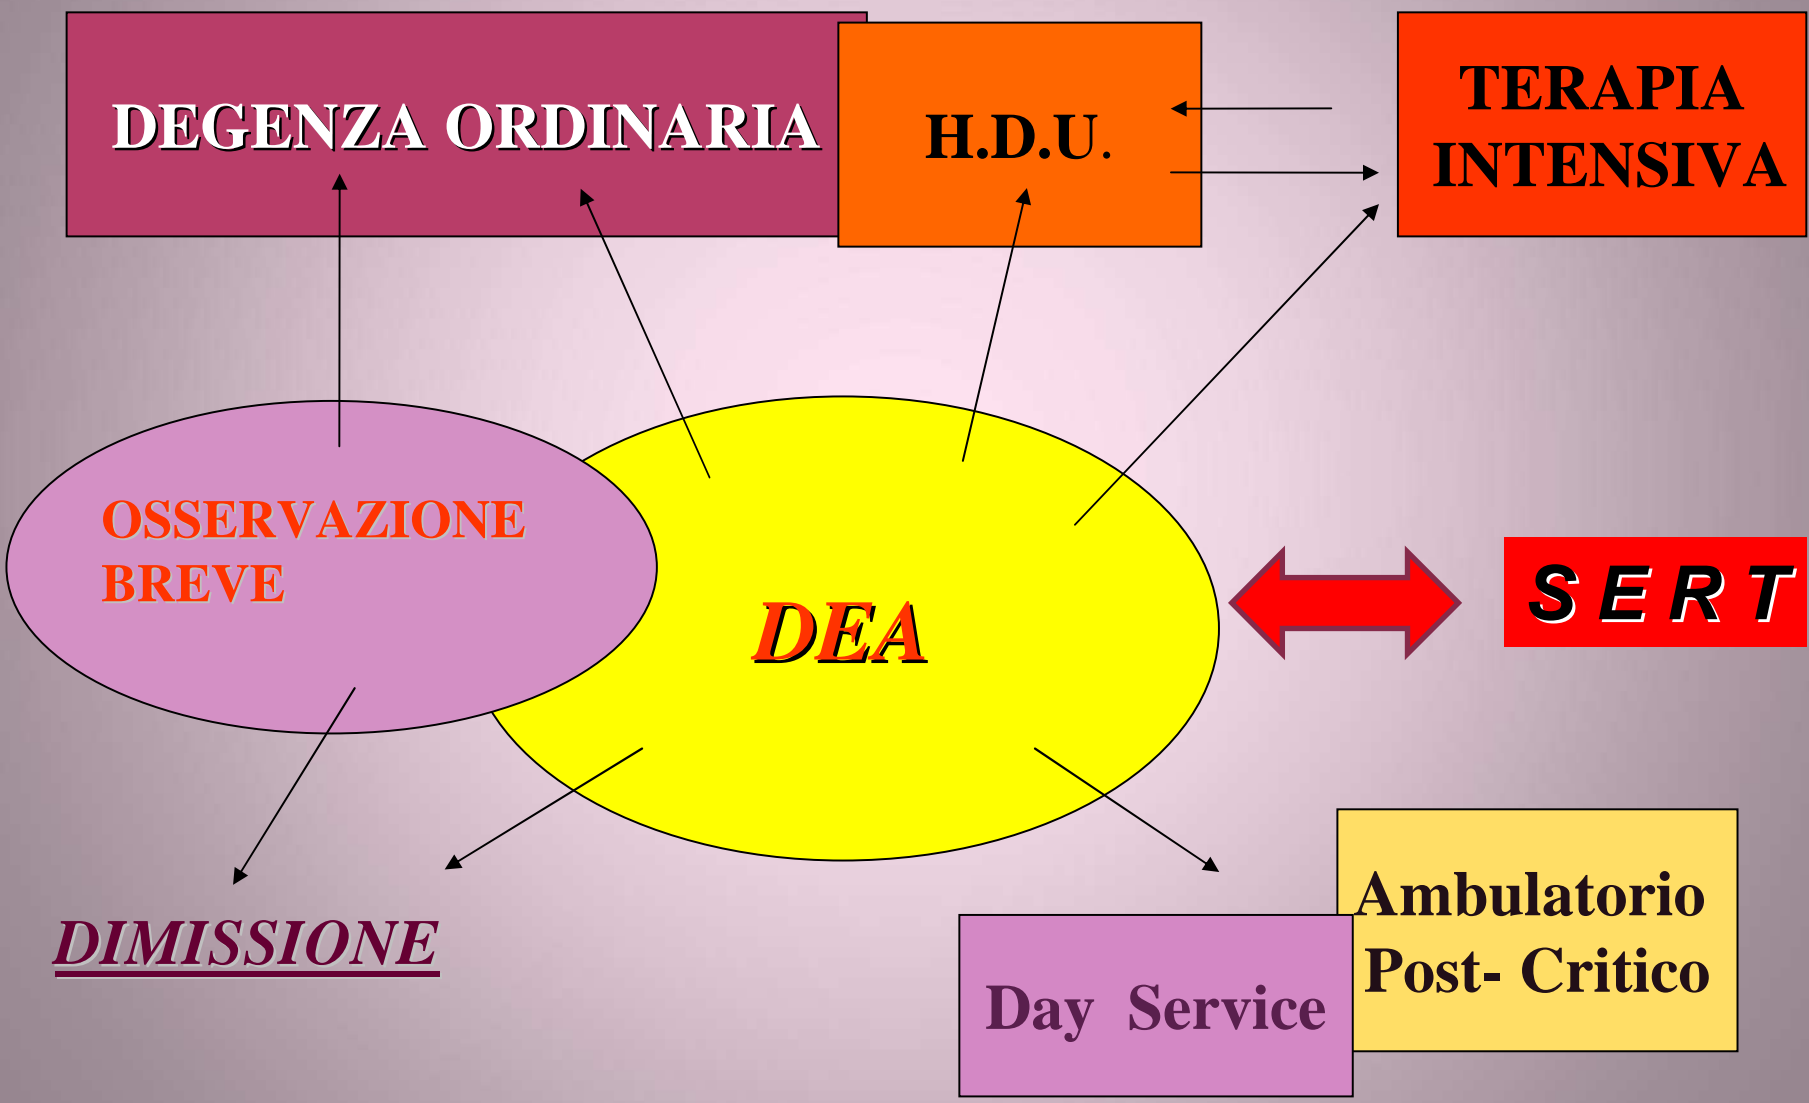 DEGENZA ORDINARIA
H.D.U.
TERAPIA
INTENSIVA
OSSERVAZIONE
BREVE
DEA
S E R T
DIMISSIONE
Ambulatorio
Post- Critico
Day Service